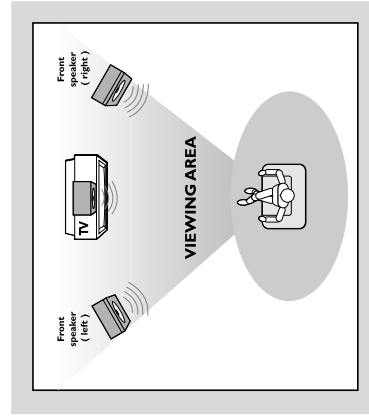 Front
speaker
( left )
TV
Front
speaker
( right )
VIEWING AREA